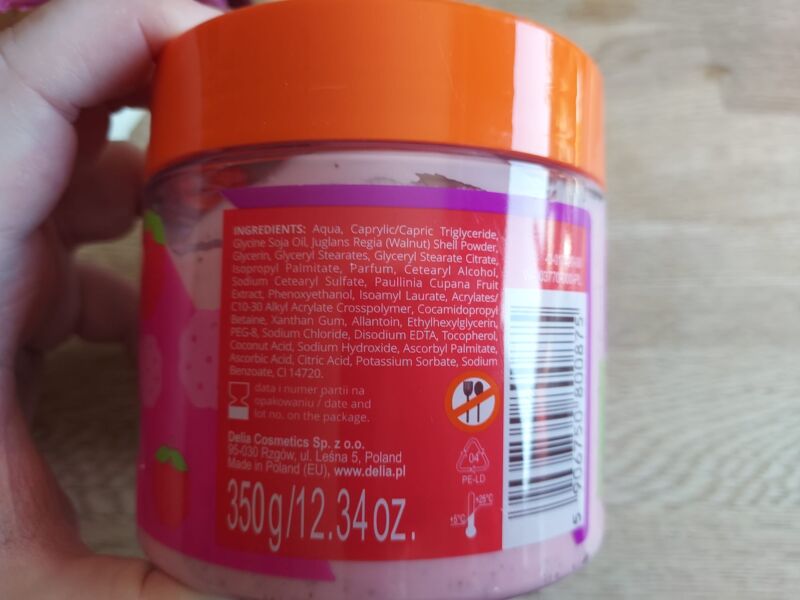 INGREDIENTS: Aqua, Caprylic/Capric Triglyceride,
Glycine Soja Oil, Juglans Regia (Walnut) Shell Powder,
Glycerin, Glyceryl Stearates, Glyceryl Stearate Citrate,
Isopropyl Palmitate, Parfum, Cetearyl Alcohol,
Sodium Cetearyl Sulfate, Paullinia Cupana Fruit
Extract, Phenoxyethanol, Isoamyl Laurate, Acrylates/
C10-30 Alkyl Acrylate Crosspolymer, Cocamidopropyl
Betaine, Xanthan Gum, Allantoin, Ethylhexylglycerin,
PEG-8, Sodium Chloride, Disodium EDTA, Tocopherol,
Coconut Acid, Sodium Hydroxide, Ascorbyl Palmitate,
Ascorbic Acid, Citric Acid, Potassium Sorbate, Sodium
Benzoate, CI 14720.
data i numer partii na
opakowaniu / date and
lot no. on the package.
Delia Cosmetics Sp. z o.o.
95-030 Rzgów, ul. Leśna 5, Poland
Made in Poland (EU), www.delia.pl
350g/12.34oz.
04
PE-LD
+25°C
+5°C
5 906750 800875